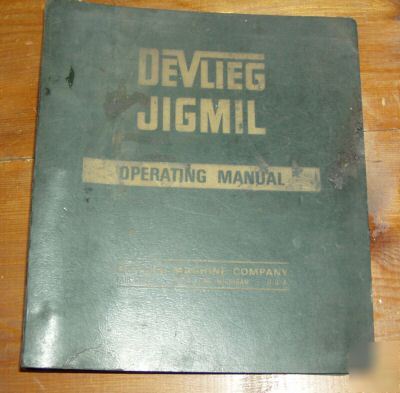 DEVLIEG
JIGMIL
OPERATING MANUAL
MACHINE COMPANY
MICHIGAN U.S.A.